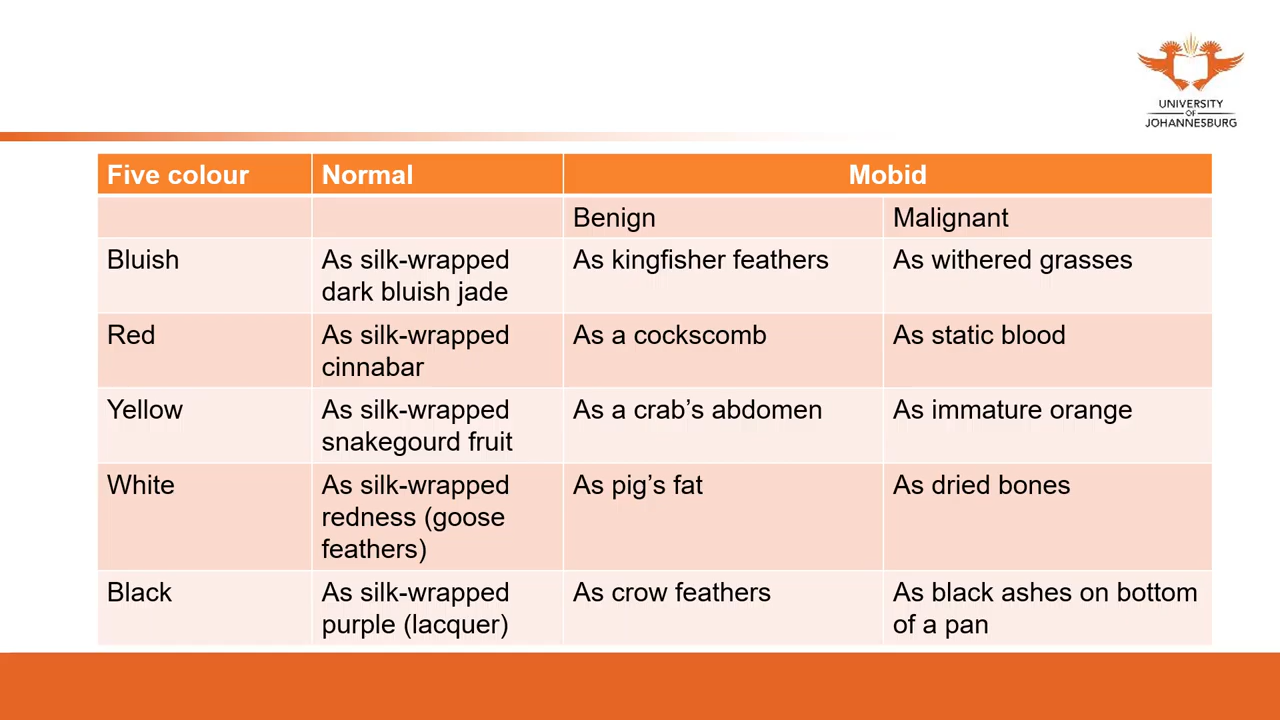 UNIVERSITY
OF
JOHANNESBURG
Five colour Normal Mobid
Benign Malignant
Bluish As silk-wrapped As kingfisher feathers As withered grasses
dark bluish jade
Red As silk-wrapped As a cockscomb As static blood
cinnabar
Yellow As silk-wrapped As a crab’s abdomen As immature orange
snakegourd fruit
White As silk-wrapped As pig’s fat As dried bones
redness (goose
feathers)
Black As silk-wrapped As crow feathers As black ashes on bottom
purple (lacquer) of a pan